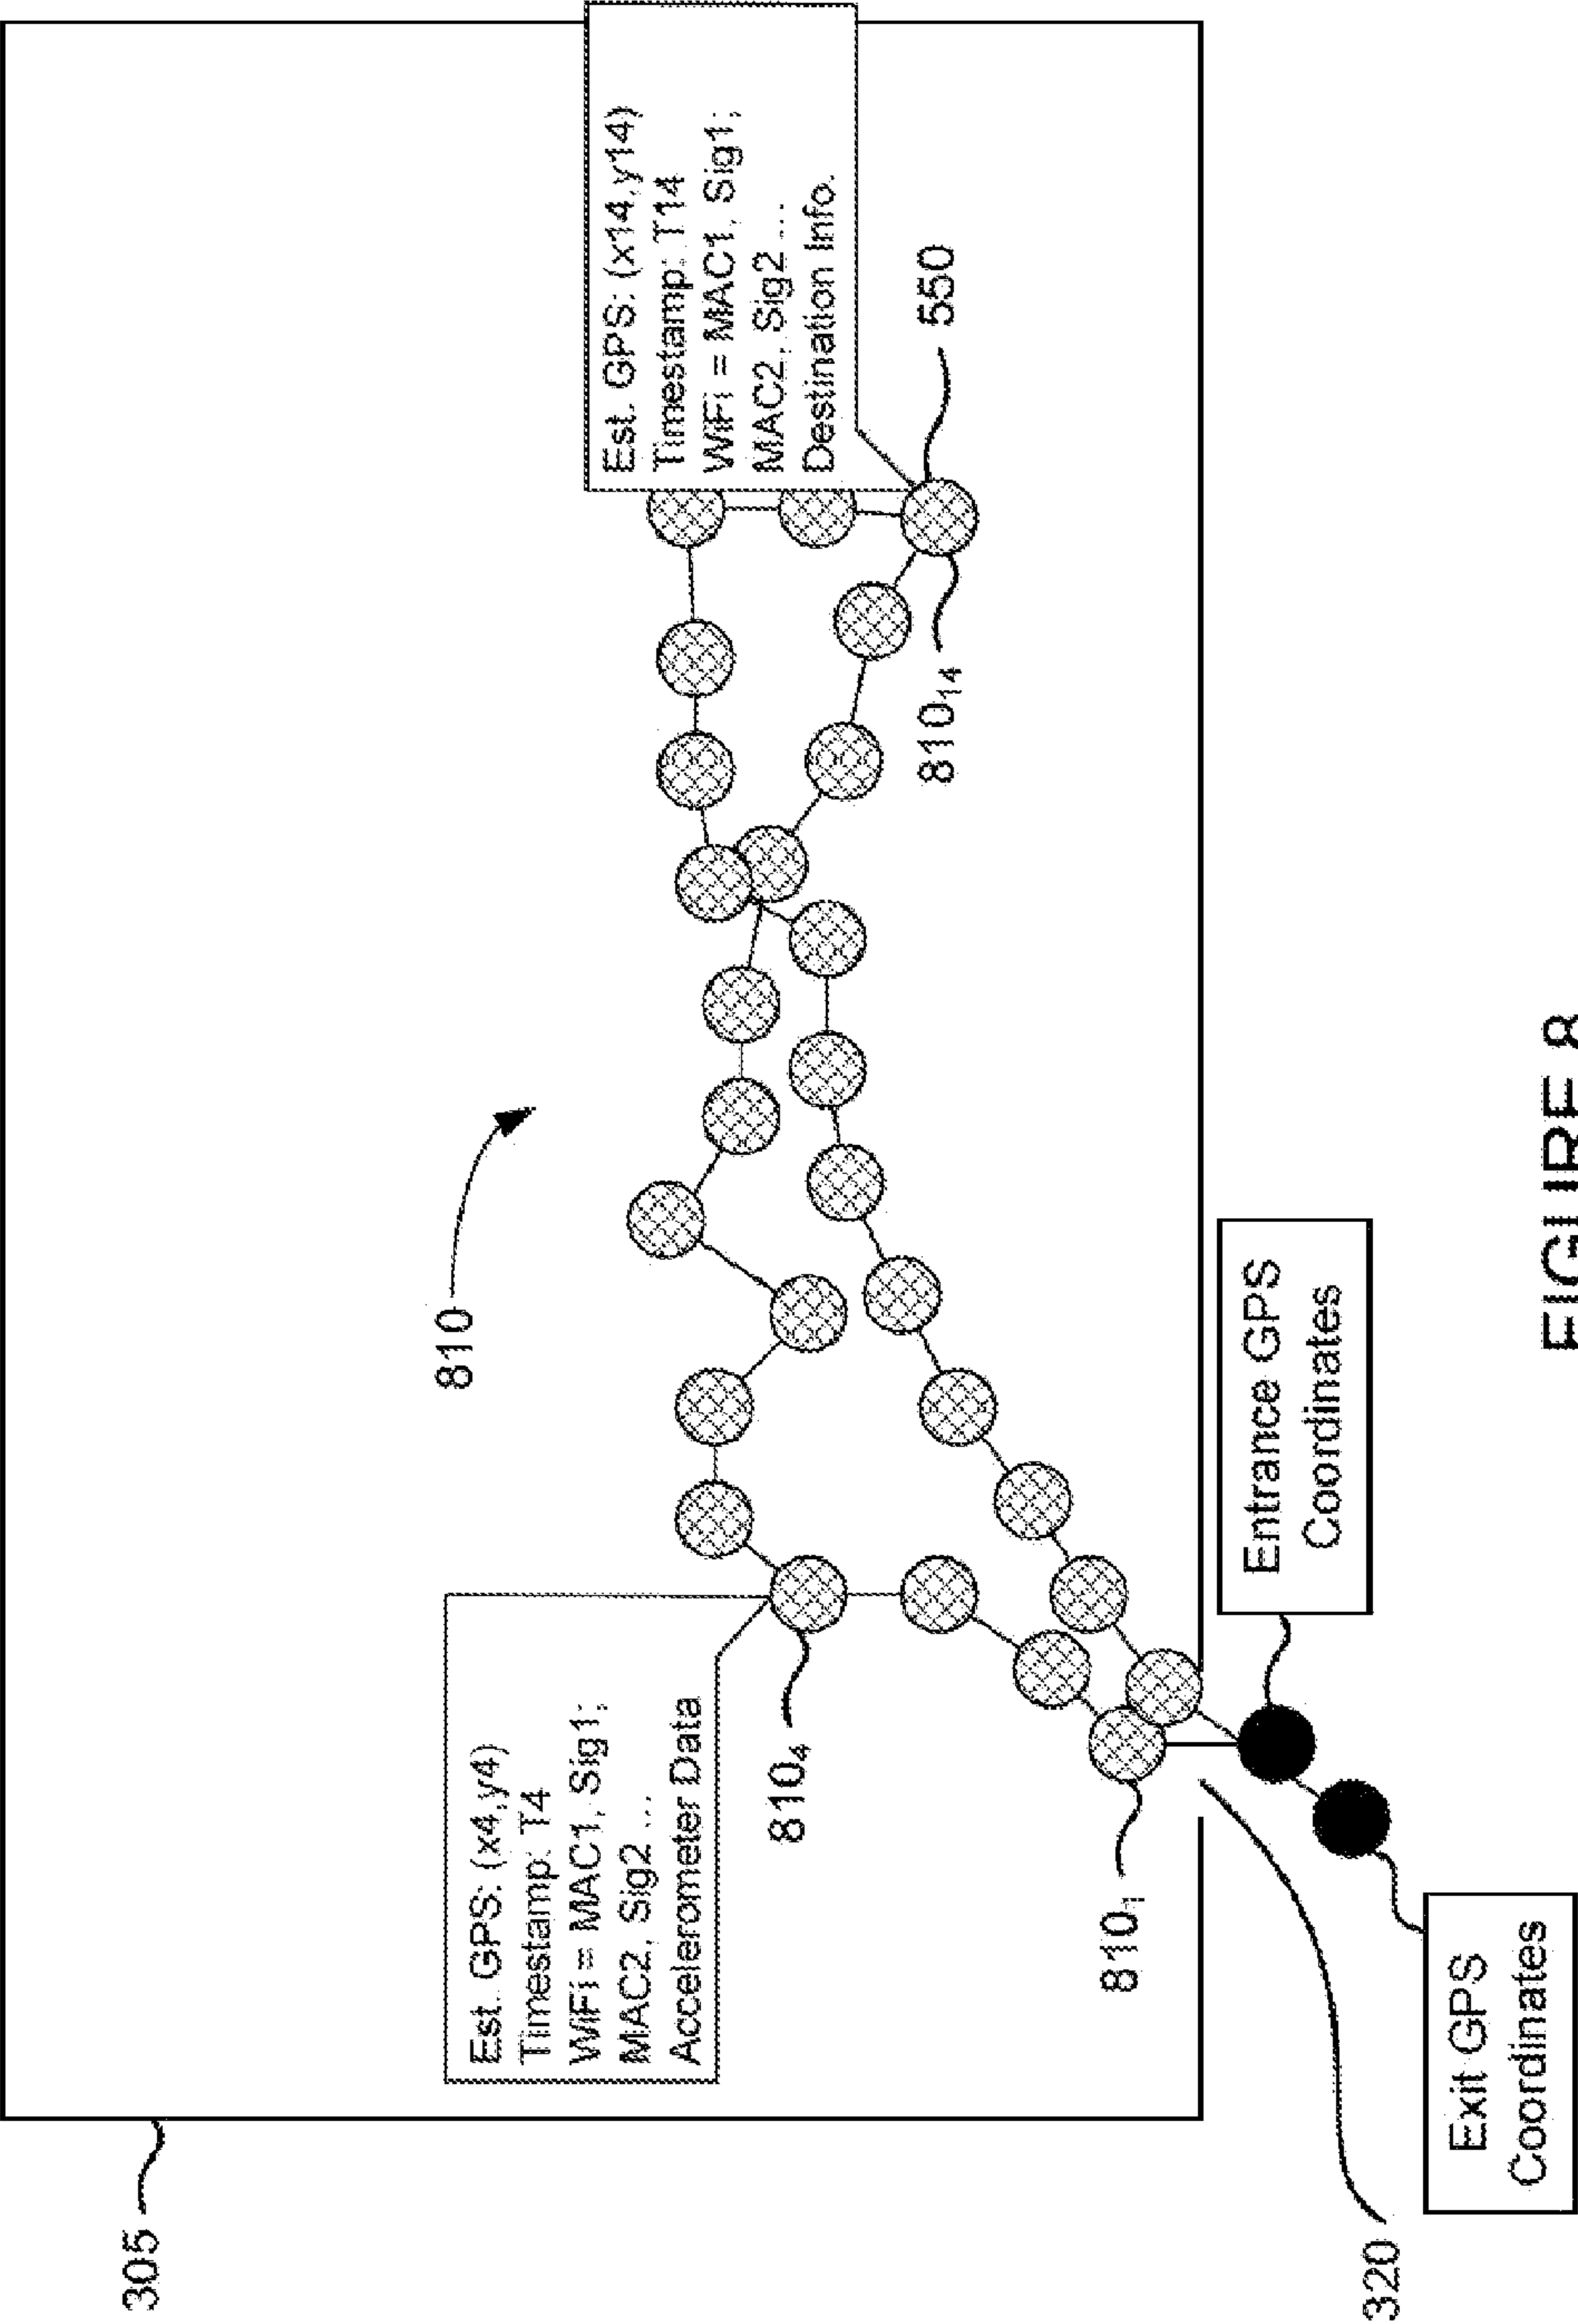 305
810
Est. GPS: (x4,y4)
Timestamp: T4
WiFi = MAC1, Sig1;
MAC2, Sig2 ...
Accelerometer Data
Est. GPS: (x14,y14)
Timestamp: T14
WiFi = MAC1, Sig1;
MAC2, Sig2 ...
Destination Info.
810₄
550
810₁₄
810₁
320
Entrance GPS
Coordinates
Exit GPS
Coordinates
FIGURE 8